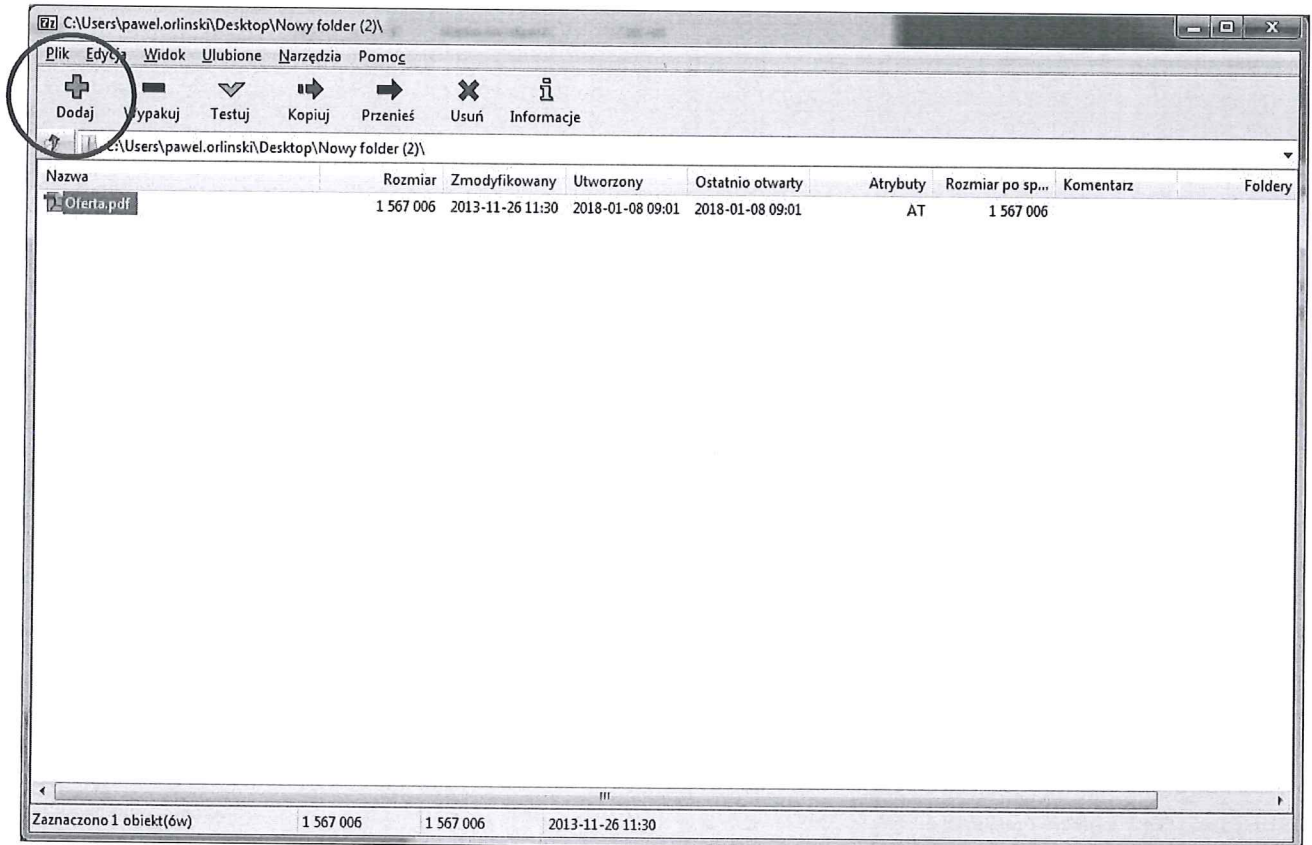 7z C:\Users\pawel.orlinski\Desktop\Nowy folder (2)\
Plik Edycja Widok Ulubione Narzędzia Pomoc
Dodaj Wypakuj Testuj Kopiuj Przenieś Usuń Informacje
C:\Users\pawel.orlinski\Desktop\Nowy folder (2)\
Nazwa Rozmiar Zmodyfikowany Utworzony Ostatnio otwarty Atrybuty Rozmiar po sp... Komentarz Foldery
Oferta.pdf 1 567 006 2013-11-26 11:30 2018-01-08 09:01 2018-01-08 09:01 AT 1 567 006
Zaznaczono 1 obiekt(ów) 1 567 006 1 567 006 2013-11-26 11:30